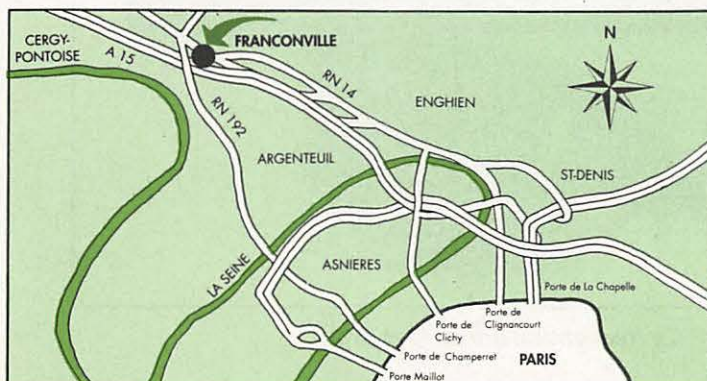 CERGY-
PONTOISE
A 15
FRANCONVILLE
N
RN 14
RN 192
ENGHIEN
ARGENTEUIL
ST-DENIS
LA SEINE
ASNIERES
Porte de La Chapelle
Porte de
Clignancourt
Porte de
Clichy
Porte de Champerret
PARIS
Porte Maillot